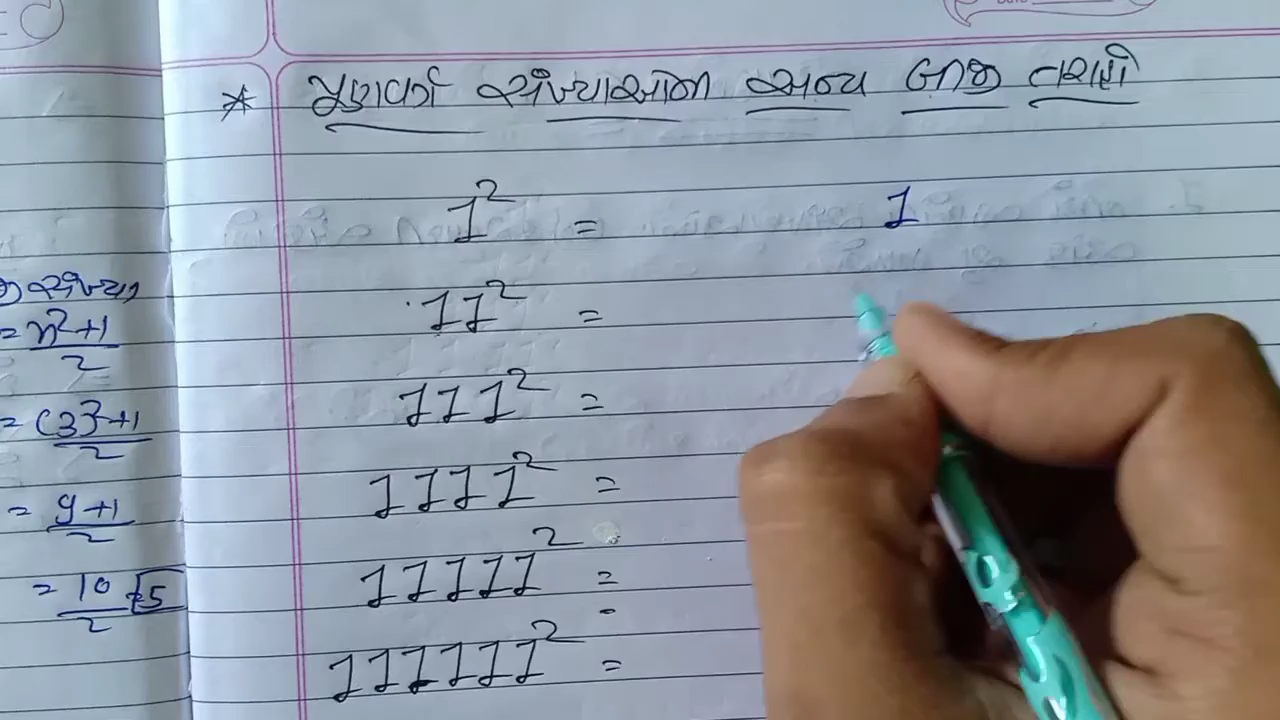 * પૂણવર્ગ સંખ્યાઓના અન્ય બીજી તરાહો
1² = 1
11² =
111² =
1111² =
11111² =
111111² =
સંખ્યા
= n²+1 / 2
= (3)²+1 / 2
= 9+1 / 2
= 10 / 2 = 5